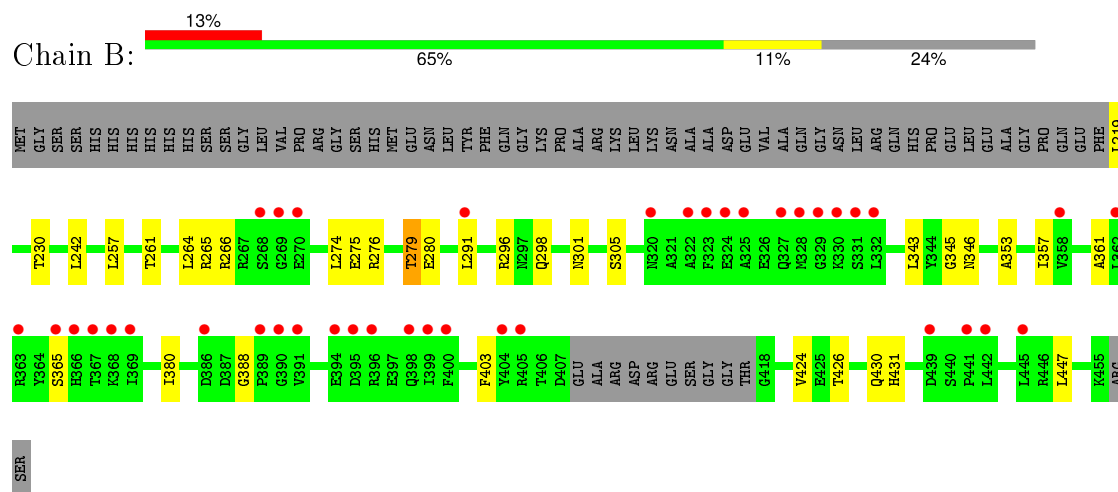 13%
Chain B:
65% 11% 24%
MET GLY SER SER HIS HIS HIS HIS HIS HIS SER SER GLY LEU VAL PRO ARG GLY SER HIS MET GLU ASN LEU TYR PHE GLN GLY LYS PRO ALA ARG LYS LEU LYS ASN ALA ALA ASP GLU VAL ALA GLN GLY ASN LEU ARG GLN HIS PRO GLU LEU GLU ALA GLY PRO GLN GLU PHE L219
T230 L242 L257 T261 L264 R265 R266 R267 S268 G269 E270 L274 E275 R276 T279 E280 L291 R296 N297 Q298 N301 S305 N320 A321 A322 F323 E324 A325 E326 Q327 M328 G329 K330 S331 L332 L343 Y344 G345 N346 A353 I357 V358 A361 L362
R363 Y364 S365 H366 T367 K368 I369 I380 D386 D387 G388 P389 G390 V391 E394 D395 R396 E397 Q398 I399 F400 F403 Y404 R405 T406 D407 GLU ALA ARG ASP ARG GLU SER GLY GLY THR G418 V424 E425 T426 Q430 H431 D439 S440 P441 L442 L445 R446 L447 K455 ARG
SER